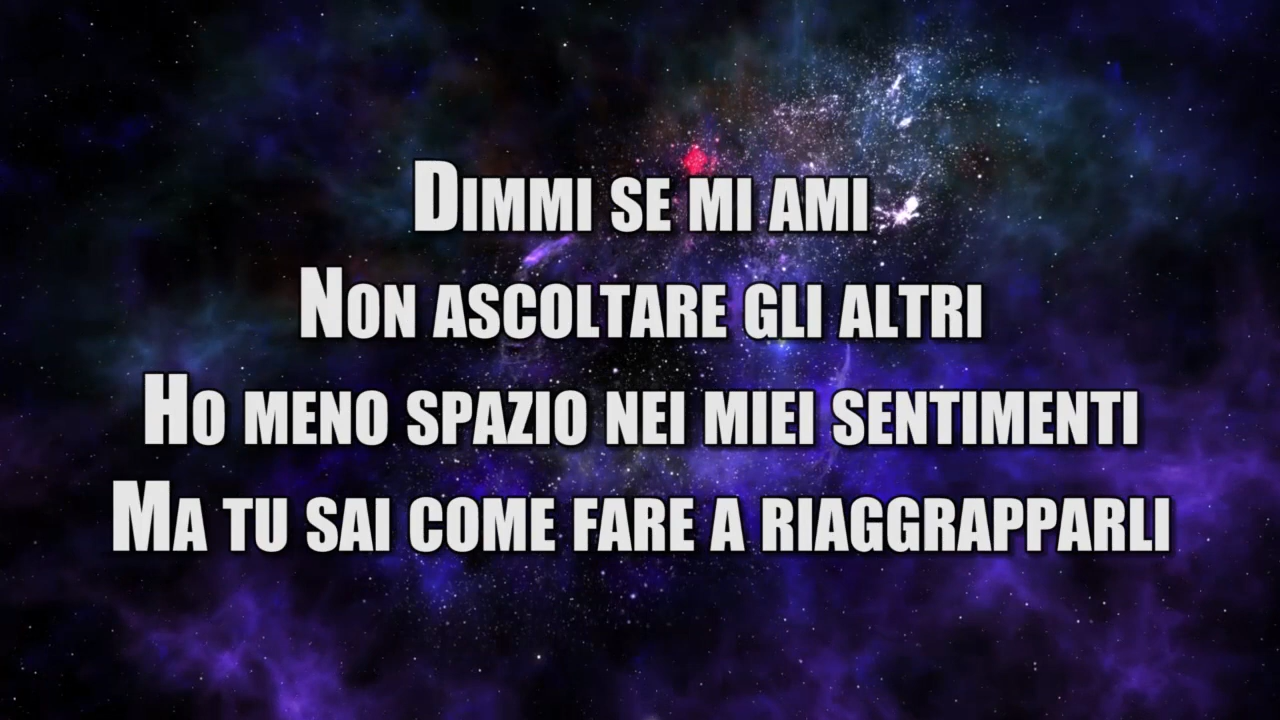 Dimmi se mi ami
Non ascoltare gli altri
Ho meno spazio nei miei sentimenti
Ma tu sai come fare a riaggrapparli